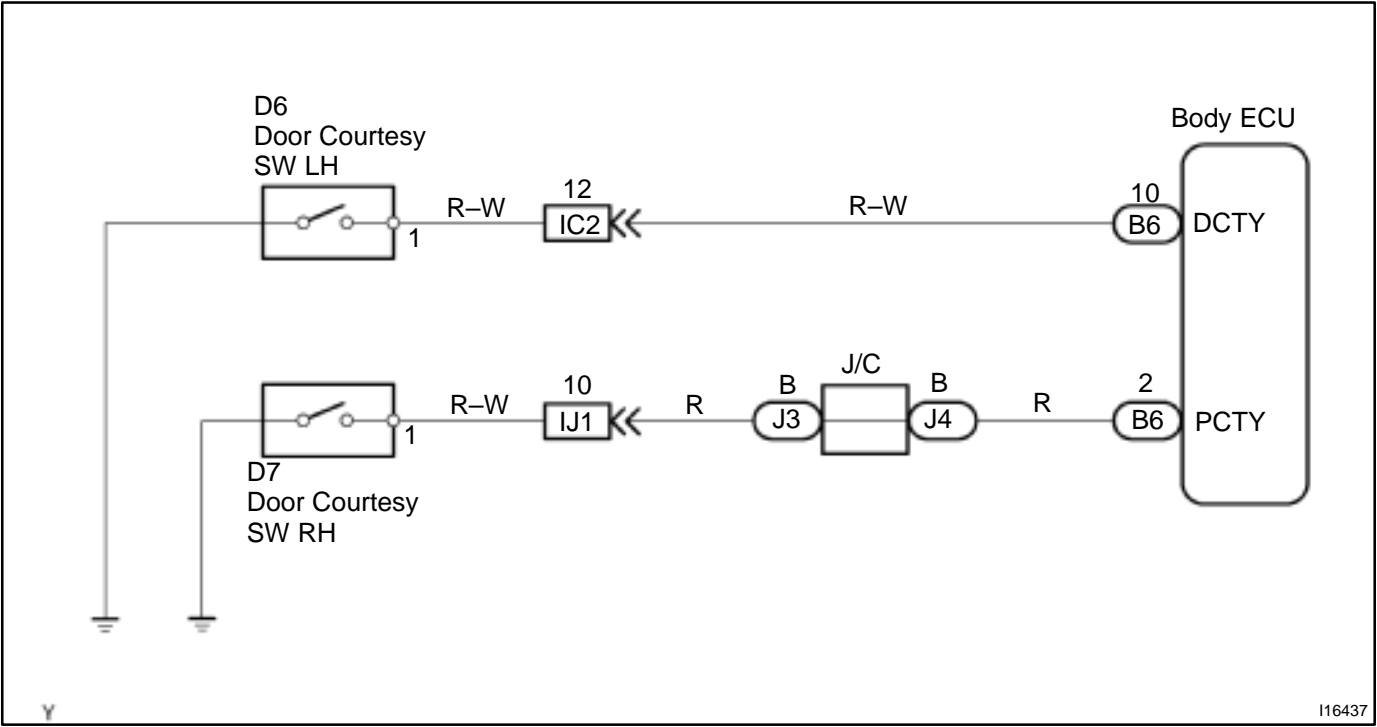 D6
Door Courtesy
SW LH
Body ECU
R–W
12
IC2
R–W
10
B6
DCTY
1
J/C
R–W
10
IJ1
R
B
J3
B
J4
R
2
B6
PCTY
1
D7
Door Courtesy
SW RH
Y
I16437